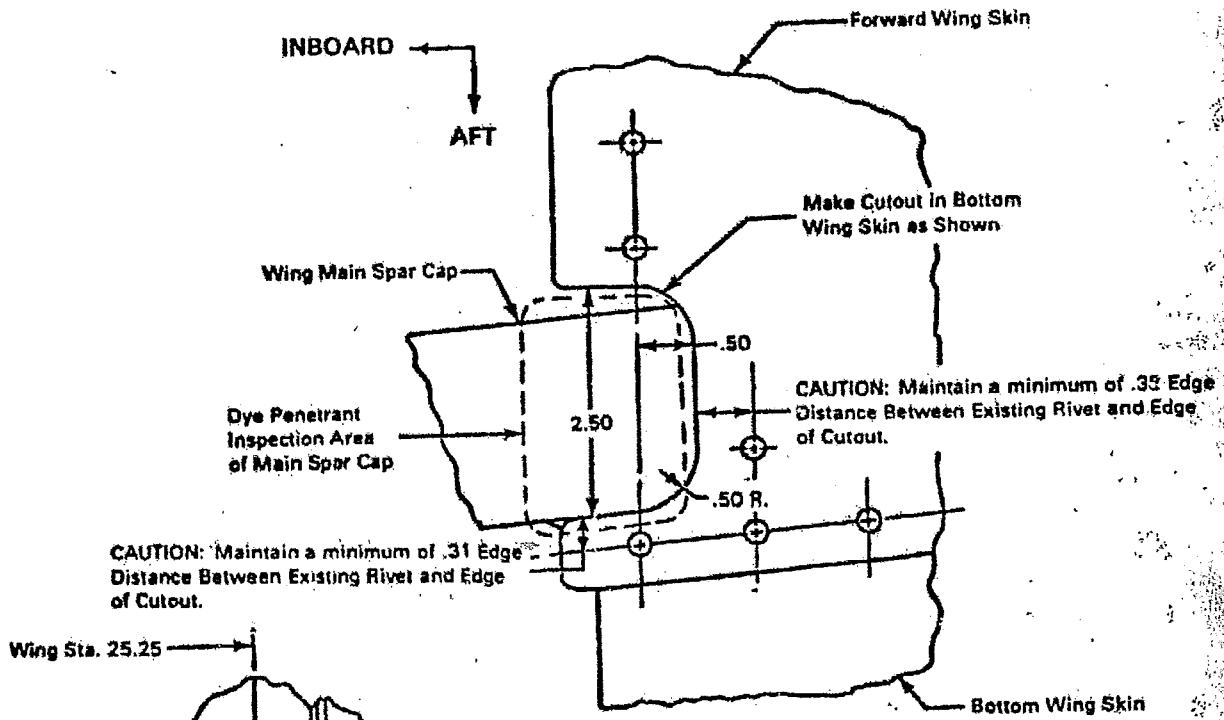 Forward Wing Skin
INBOARD
AFT
Make Cutout in Bottom
Wing Skin as Shown
Wing Main Spar Cap
.50
CAUTION: Maintain a minimum of .35 Edge
Distance Between Existing Rivet and Edge
of Cutout.
2.50
Dye Penetrant
Inspection Area
of Main Spar Cap
.50 R.
CAUTION: Maintain a minimum of .31 Edge
Distance Between Existing Rivet and Edge
of Cutout.
Wing Sta. 25.25
Bottom Wing Skin